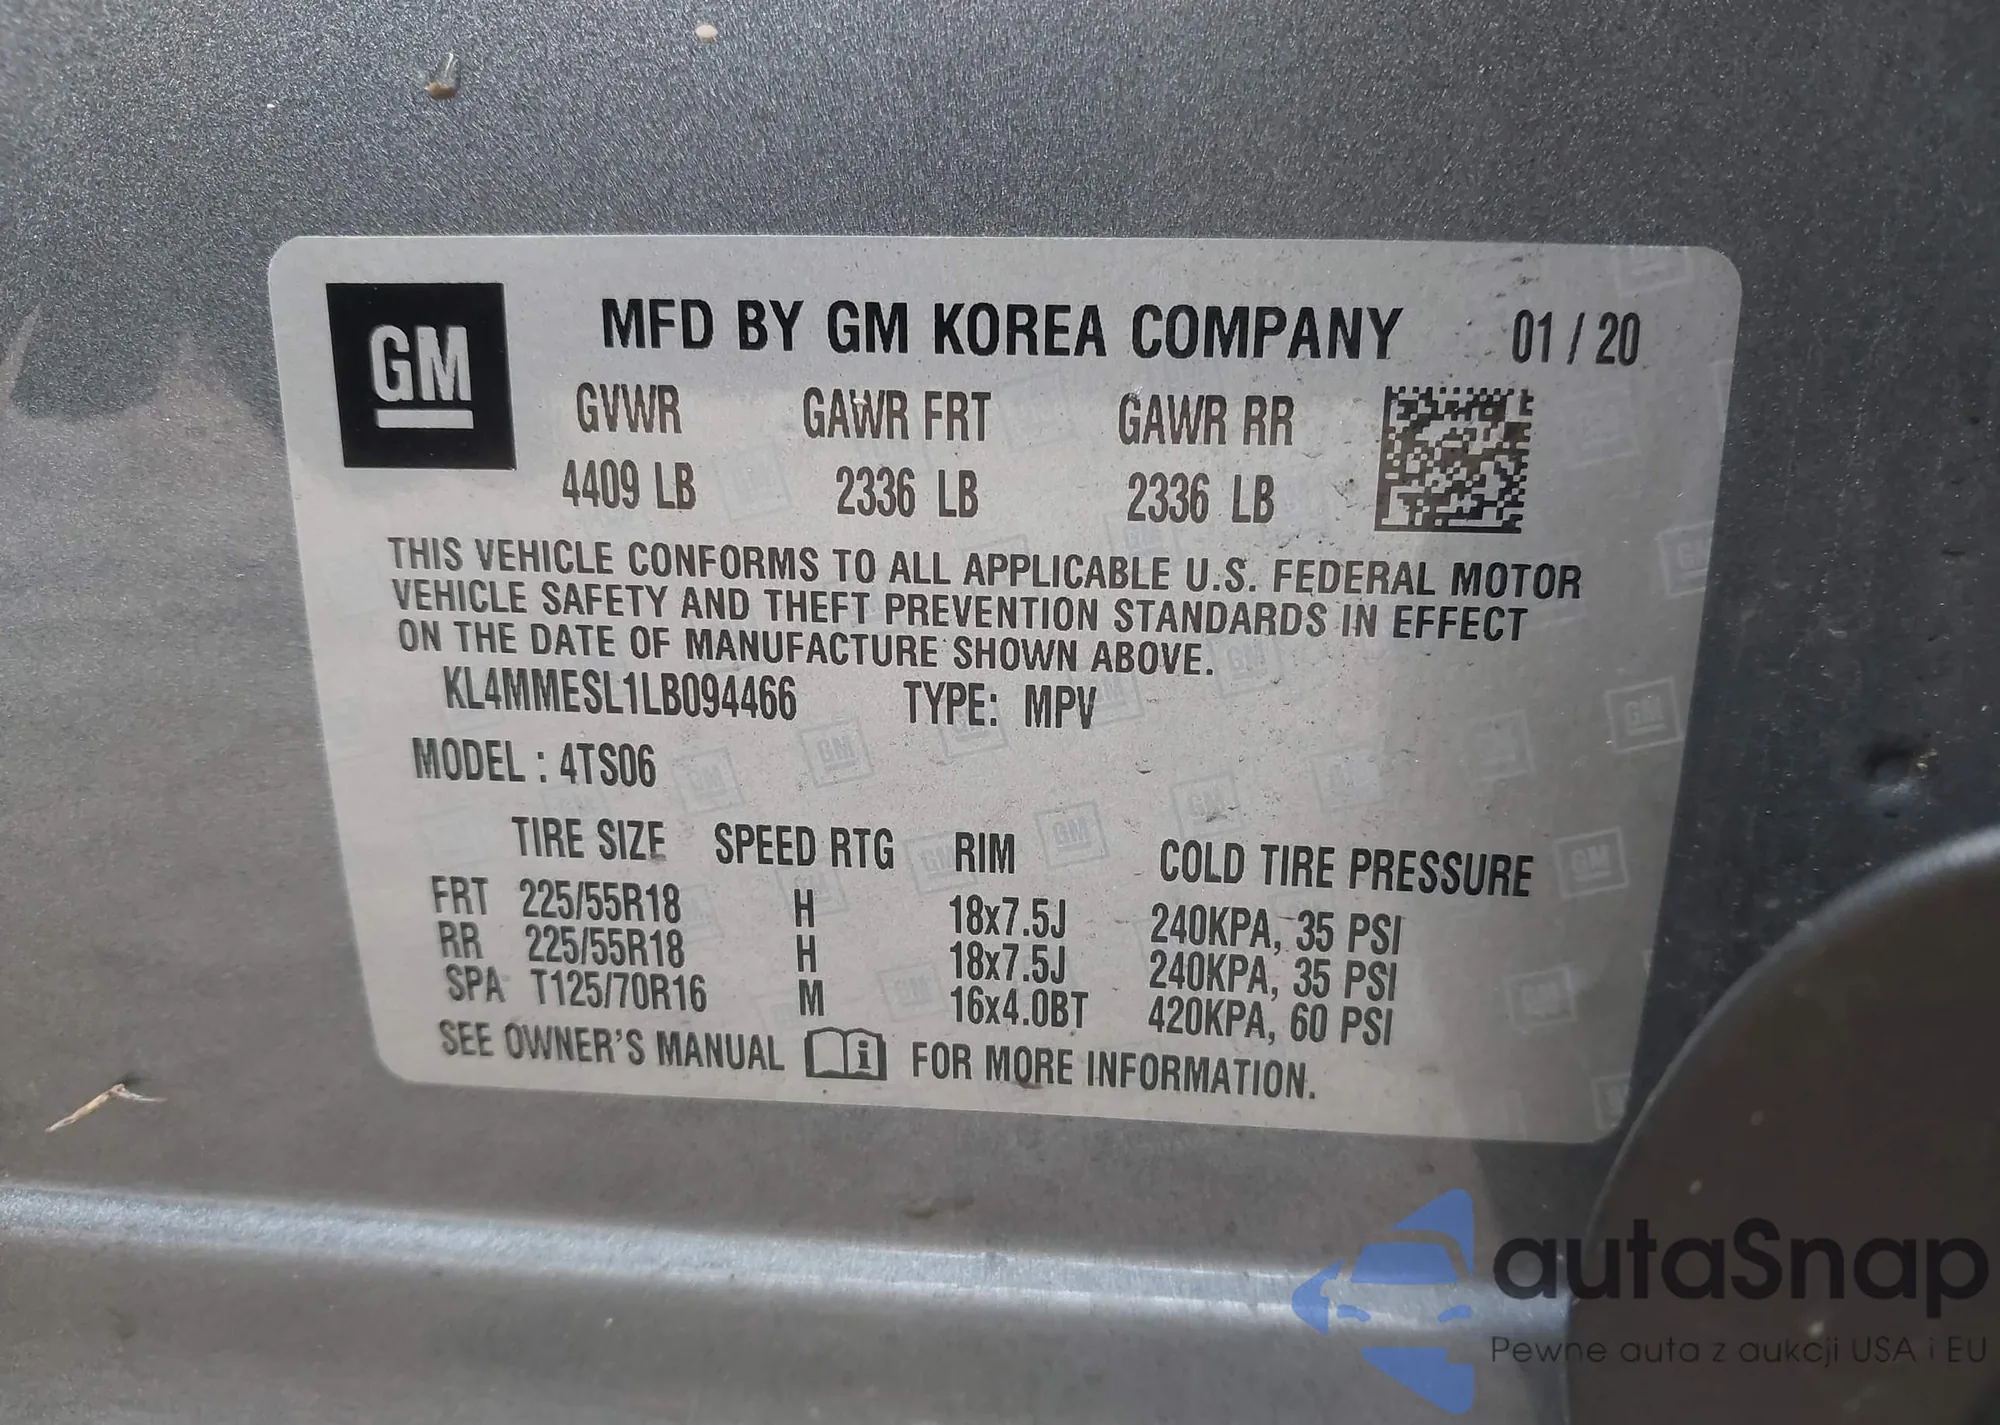 GM
MFD BY GM KOREA COMPANY 01 / 20
GVWR GAWR FRT GAWR RR
4409 LB 2336 LB 2336 LB
THIS VEHICLE CONFORMS TO ALL APPLICABLE U.S. FEDERAL MOTOR
VEHICLE SAFETY AND THEFT PREVENTION STANDARDS IN EFFECT
ON THE DATE OF MANUFACTURE SHOWN ABOVE.
KL4MMESL1LB094466 TYPE: MPV
MODEL : 4TS06
TIRE SIZE SPEED RTG RIM COLD TIRE PRESSURE
FRT 225/55R18 H 18x7.5J 240KPA, 35 PSI
RR 225/55R18 H 18x7.5J 240KPA, 35 PSI
SPA T125/70R16 M 16x4.0BT 420KPA, 60 PSI
SEE OWNER'S MANUAL i FOR MORE INFORMATION.
autaSnap
Pewne auta z aukcji USA i EU